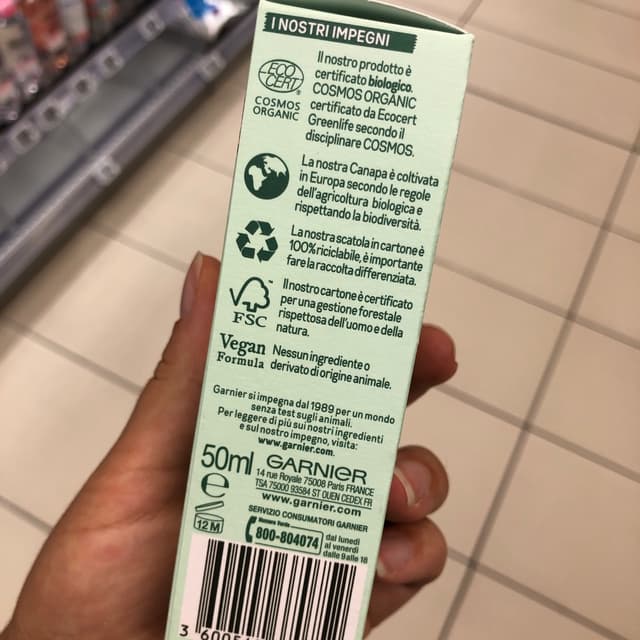 I NOSTRI IMPEGNI
ECO
CERT
®
COSMOS
ORGANIC
Il nostro prodotto è
certificato biologico.
COSMOS ORGANIC
certificato da Ecocert
Greenlife secondo il
disciplinare COSMOS.
La nostra Canapa è coltivata
in Europa secondo le regole
dell'agricoltura biologica e
rispettando la biodiversità.
La nostra scatola in cartone è
100% riciclabile, è importante
fare la raccolta differenziata.
FSC
Il nostro cartone è certificato
per una gestione forestale
rispettosa dell'uomo e della
natura.
Vegan
Formula
Nessun ingrediente o
derivato di origine animale.
Garnier si impegna dal 1989 per un mondo
senza test sugli animali.
Per leggere di più sui nostri ingredienti
e sul nostro impegno, visita:
www.garnier.com
50ml
℮
12 M
GARNIER
14 rue Royale 75008 Paris FRANCE
TSA 75000 93584 ST OUEN CEDEX FR
www.garnier.com
SERVIZIO CONSUMATORI GARNIER
Numero Verde
800-804074
dal lunedì
al venerdì
dalle 9 alle 18